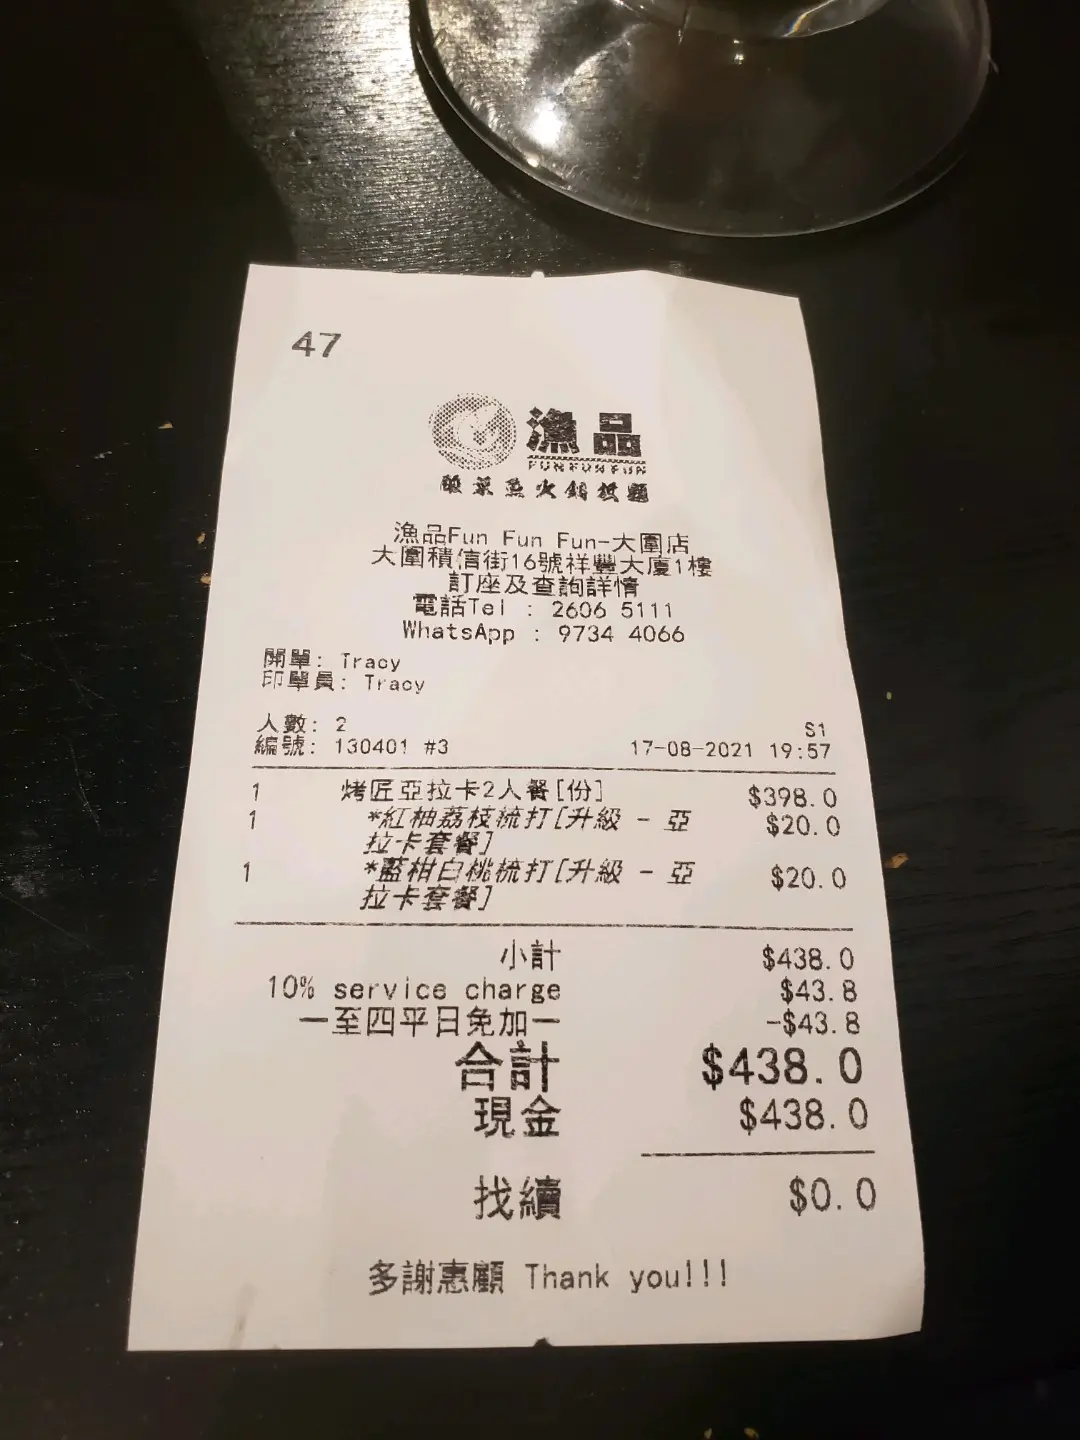 47
漁品
FUNFUNFUN
酸菜魚火鍋
漁品Fun Fun Fun-大圍店
大圍積信街16號祥豐大廈1樓
訂座及查詢詳情
電話Tel : 2606 5111
WhatsApp : 9734 4066
開單: Tracy
印單員: Tracy
人數: 2
S1
編號: 130401 #3 17-08-2021 19:57
1 烤匠亞拉卡2人餐[份] $398.0
1 *紅柚荔枝梳打[升級 - 亞 $20.0
拉卡套餐]
1 *藍柑白桃梳打[升級 - 亞 $20.0
拉卡套餐]
小計 $438.0
10% service charge $43.8
一至四平日免加一 -$43.8
合計 $438.0
現金 $438.0
找續 $0.0
多謝惠顧 Thank you!!!